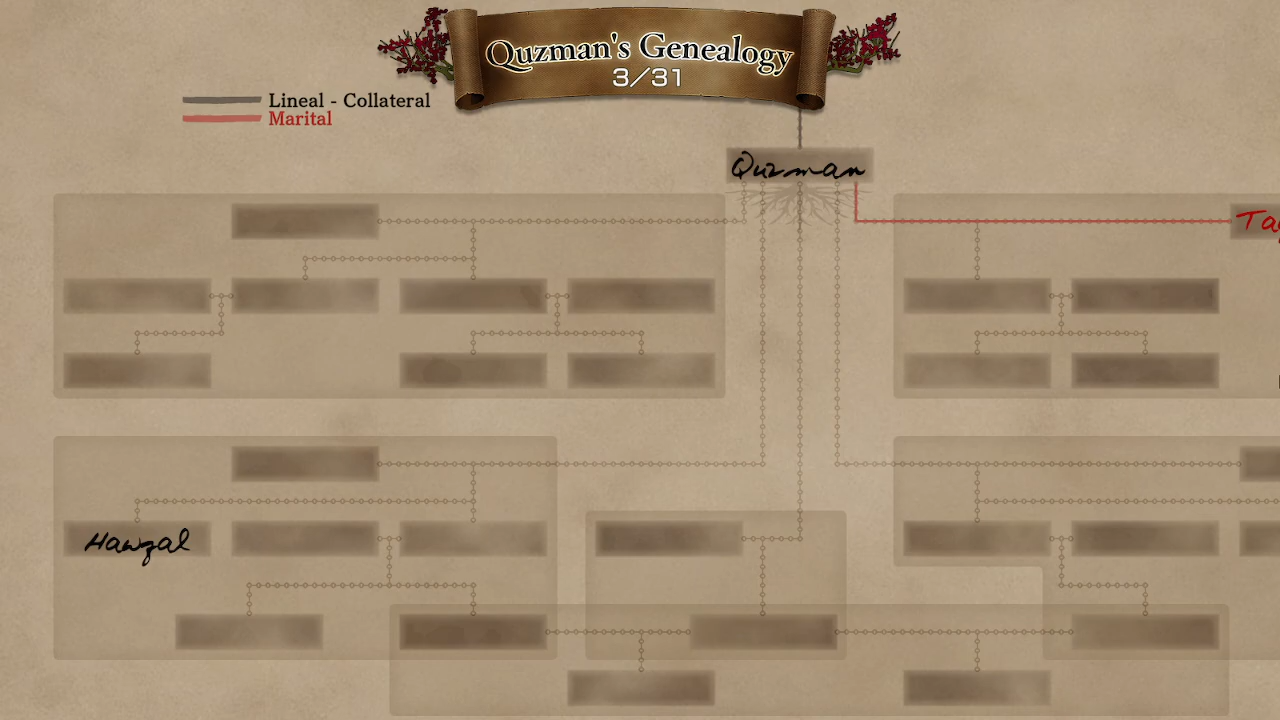 Quzman's Genealogy
3/31
Lineal - Collateral
Marital
Quzman
Hawzal